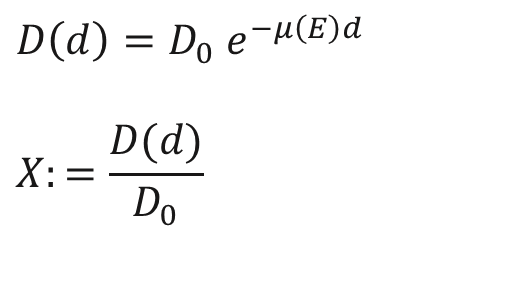 D(d) = D₀ e^{-μ(E)d}
X: = D(d)/D₀